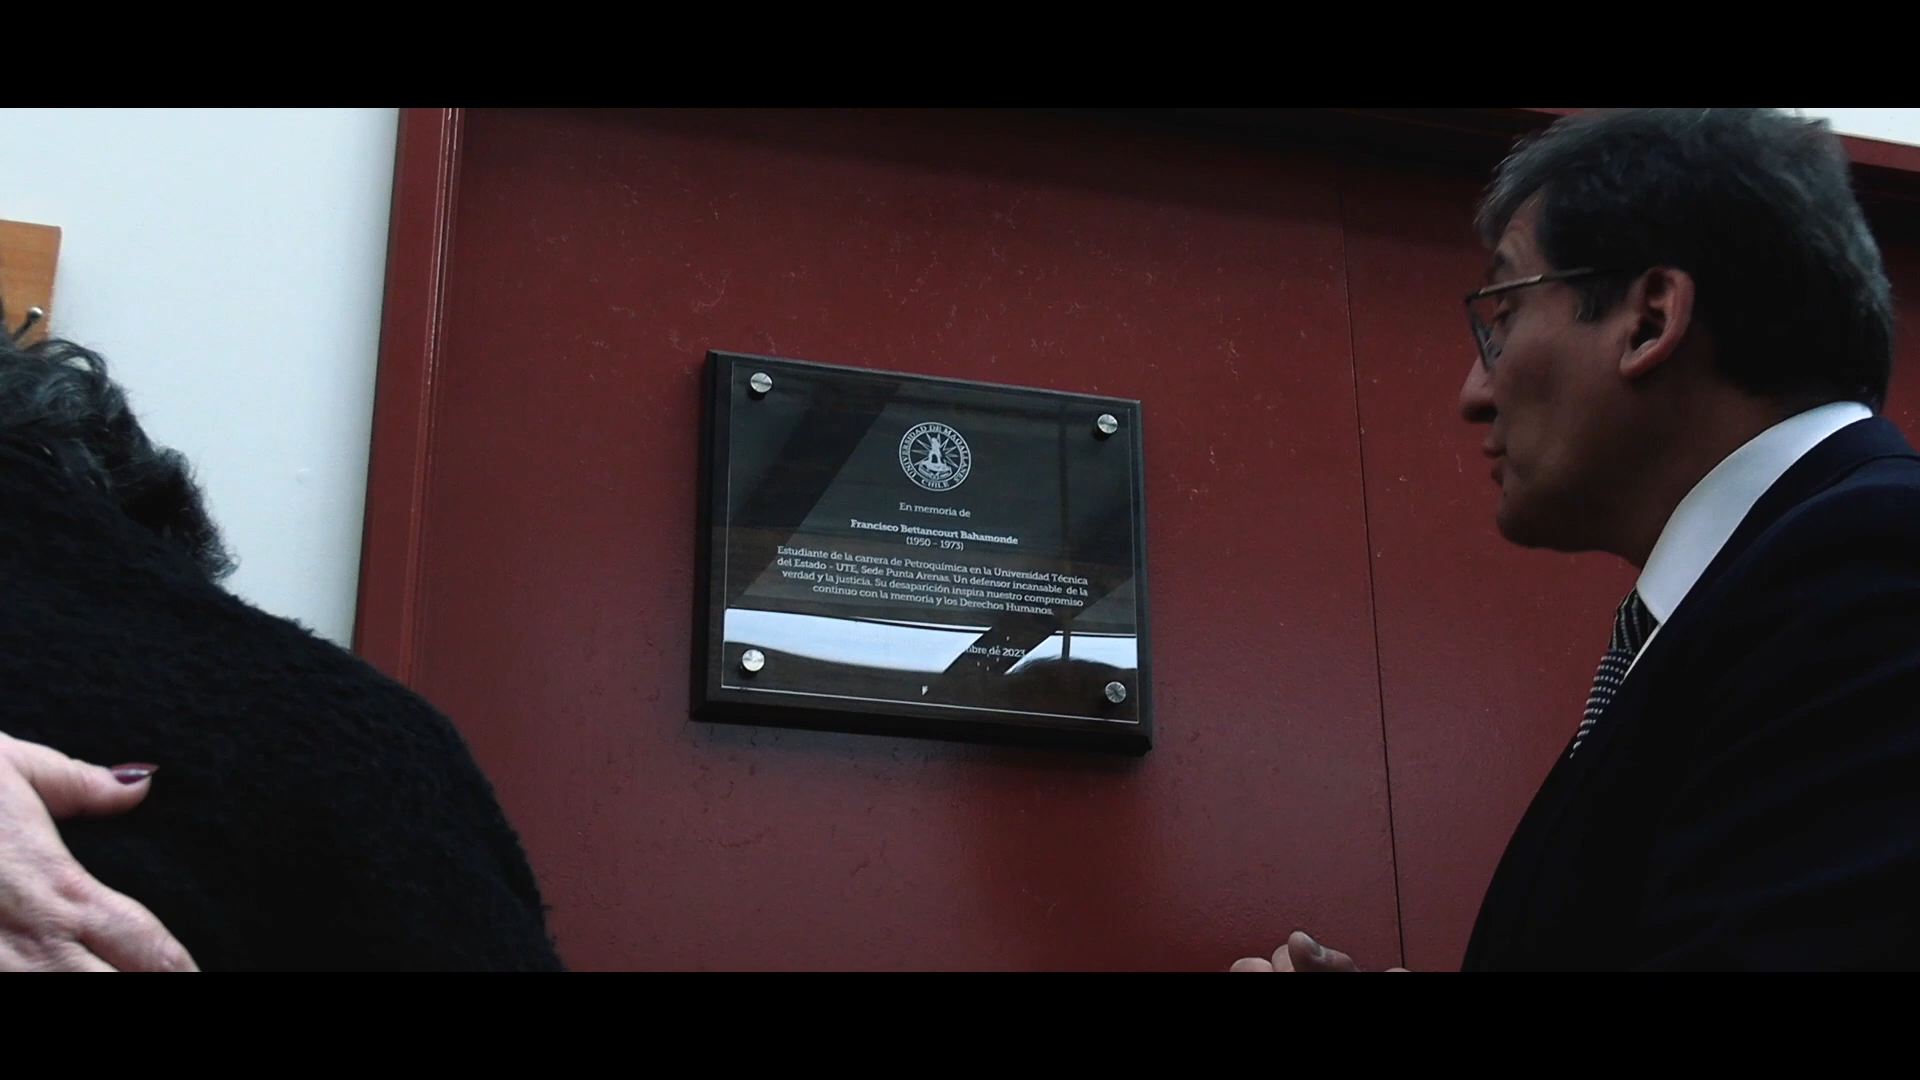 UNIVERSIDAD DE MAGALLANES
CHILE
En memoria de
Francisco Bettancourt Bahamonde
(1950 - 1973)
Estudiante de la carrera de Petroquímica en la Universidad Técnica
del Estado - UTE, Sede Punta Arenas. Un defensor incansable de la
verdad y la justicia. Su desaparición inspira nuestro compromiso
continuo con la memoria y los Derechos Humanos.
de 2023